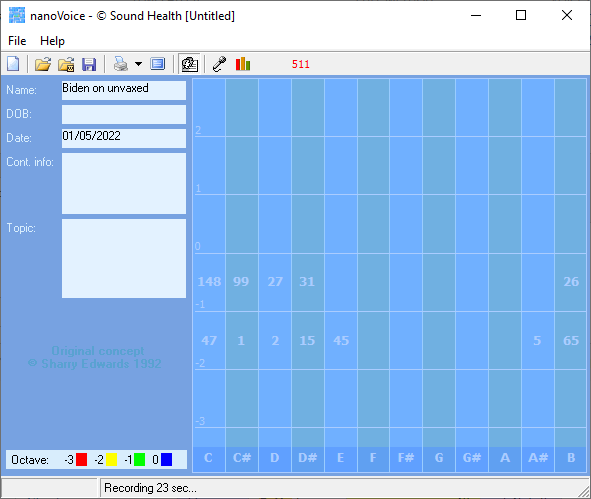 nanoVoice - © Sound Health [Untitled]
File Help
511
Name: Biden on unvaxed
DOB:
Date: 01/05/2022
Cont. info:
Topic:
2
1
0
148 99 27 31 26
-1
47 1 2 15 45 5 65
-2
-3
Original concept
© Sharry Edwards 1992
C C# D D# E F F# G G# A A# B
Octave: -3 -2 -1 0
Recording 23 sec...